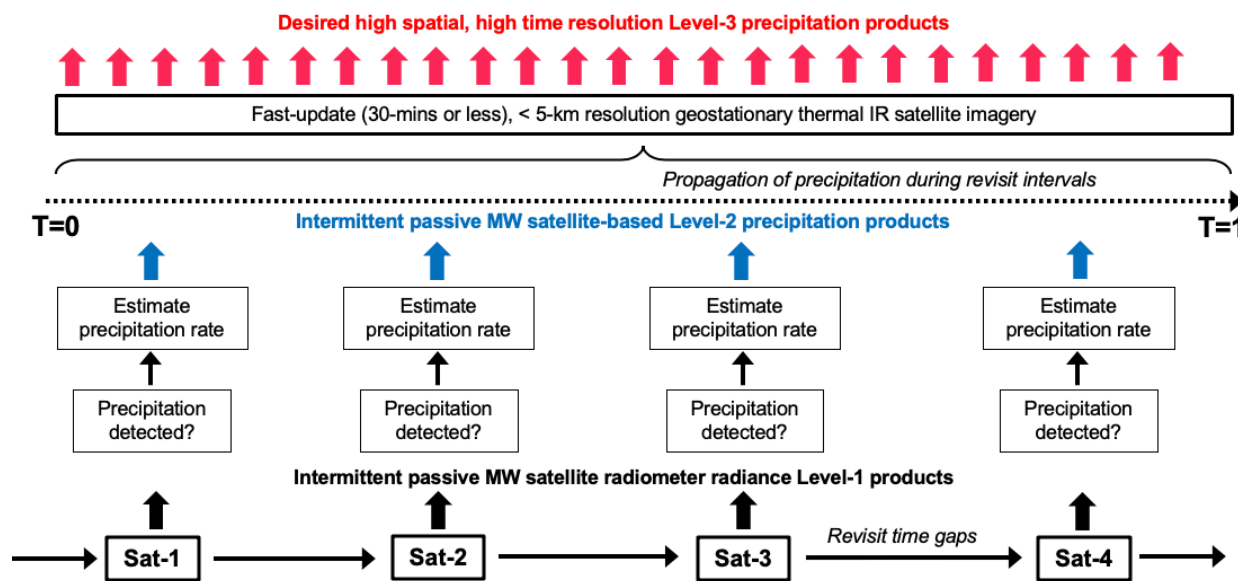 Desired high spatial, high time resolution Level-3 precipitation products
Fast-update (30-mins or less), < 5-km resolution geostationary thermal IR satellite imagery
Propagation of precipitation during revisit intervals
T=0
Intermittent passive MW satellite-based Level-2 precipitation products
T=1
Estimate
precipitation rate
Estimate
precipitation rate
Estimate
precipitation rate
Estimate
precipitation rate
Precipitation
detected?
Precipitation
detected?
Precipitation
detected?
Precipitation
detected?
Intermittent passive MW satellite radiometer radiance Level-1 products
Sat-1
Sat-2
Sat-3
Revisit time gaps
Sat-4